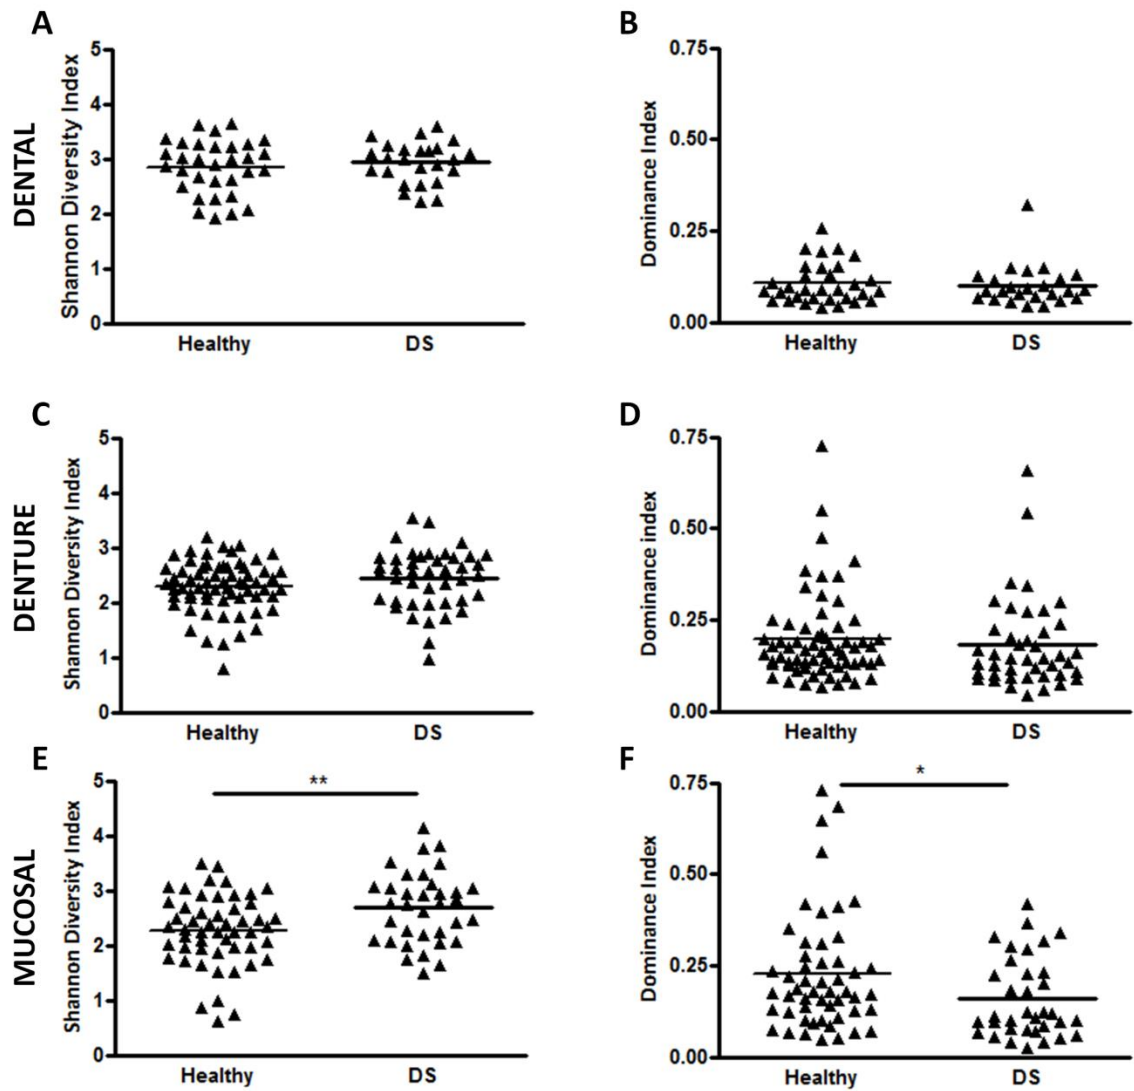 A
B
DENTAL
Shannon Diversity Index
5
4
3
2
1
0
Healthy
DS
Dominance Index
0.75
0.50
0.25
0.00
Healthy
DS
C
D
DENTURE
Shannon Diversity Index
5
4
3
2
1
0
Healthy
DS
Dominance index
0.75
0.50
0.25
0.00
Healthy
DS
E
F
MUCOSAL
Shannon Diversity Index
5
4
3
2
1
0
**
Healthy
DS
Dominance Index
0.75
0.50
0.25
0.00
*
Healthy
DS